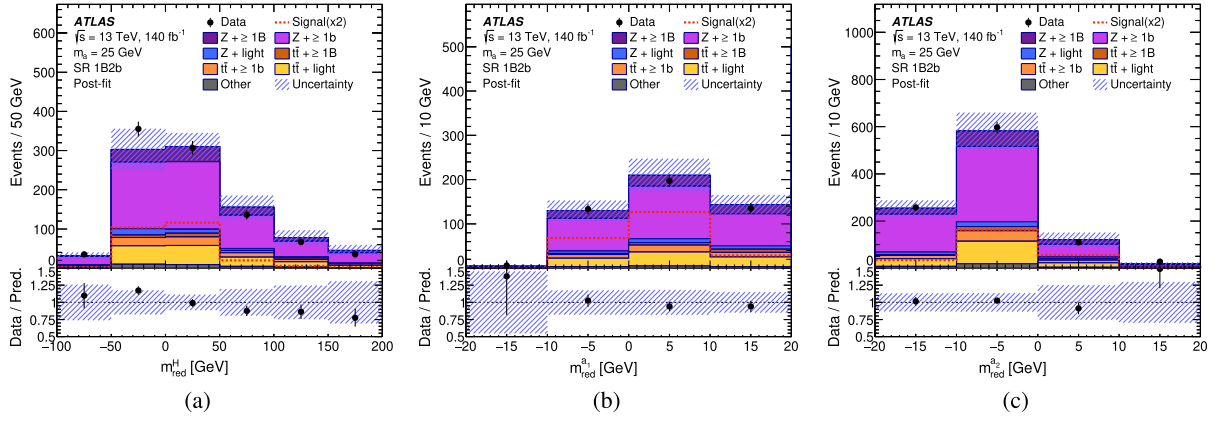 ATLAS
√s = 13 TeV, 140 fb⁻¹
mₐ = 25 GeV
SR 1B2b
Post-fit
Data
Signal(x2)
Z + ≥ 1B
Z + ≥ 1b
Z + light
tt̄ + ≥ 1B
tt̄ + ≥ 1b
tt̄ + light
Other
Uncertainty
Events / 50 GeV
600
500
400
300
200
100
0
Data / Pred.
1.5
1.25
1
0.75
0.5
−100 −50 0 50 100 150 200
m_red^H [GeV]
(a)
ATLAS
√s = 13 TeV, 140 fb⁻¹
mₐ = 25 GeV
SR 1B2b
Post-fit
Data
Signal(x2)
Z + ≥ 1B
Z + ≥ 1b
Z + light
tt̄ + ≥ 1B
tt̄ + ≥ 1b
tt̄ + light
Other
Uncertainty
Events / 10 GeV
500
400
300
200
100
0
Data / Pred.
1.5
1.25
1
0.75
0.5
−20 −15 −10 −5 0 5 10 15 20
m_red^a₁ [GeV]
(b)
ATLAS
√s = 13 TeV, 140 fb⁻¹
mₐ = 25 GeV
SR 1B2b
Post-fit
Data
Signal(x2)
Z + ≥ 1B
Z + ≥ 1b
Z + light
tt̄ + ≥ 1B
tt̄ + ≥ 1b
tt̄ + light
Other
Uncertainty
Events / 10 GeV
1000
800
600
400
200
0
Data / Pred.
1.5
1.25
1
0.75
0.5
−20 −15 −10 −5 0 5 10 15 20
m_red^a₂ [GeV]
(c)